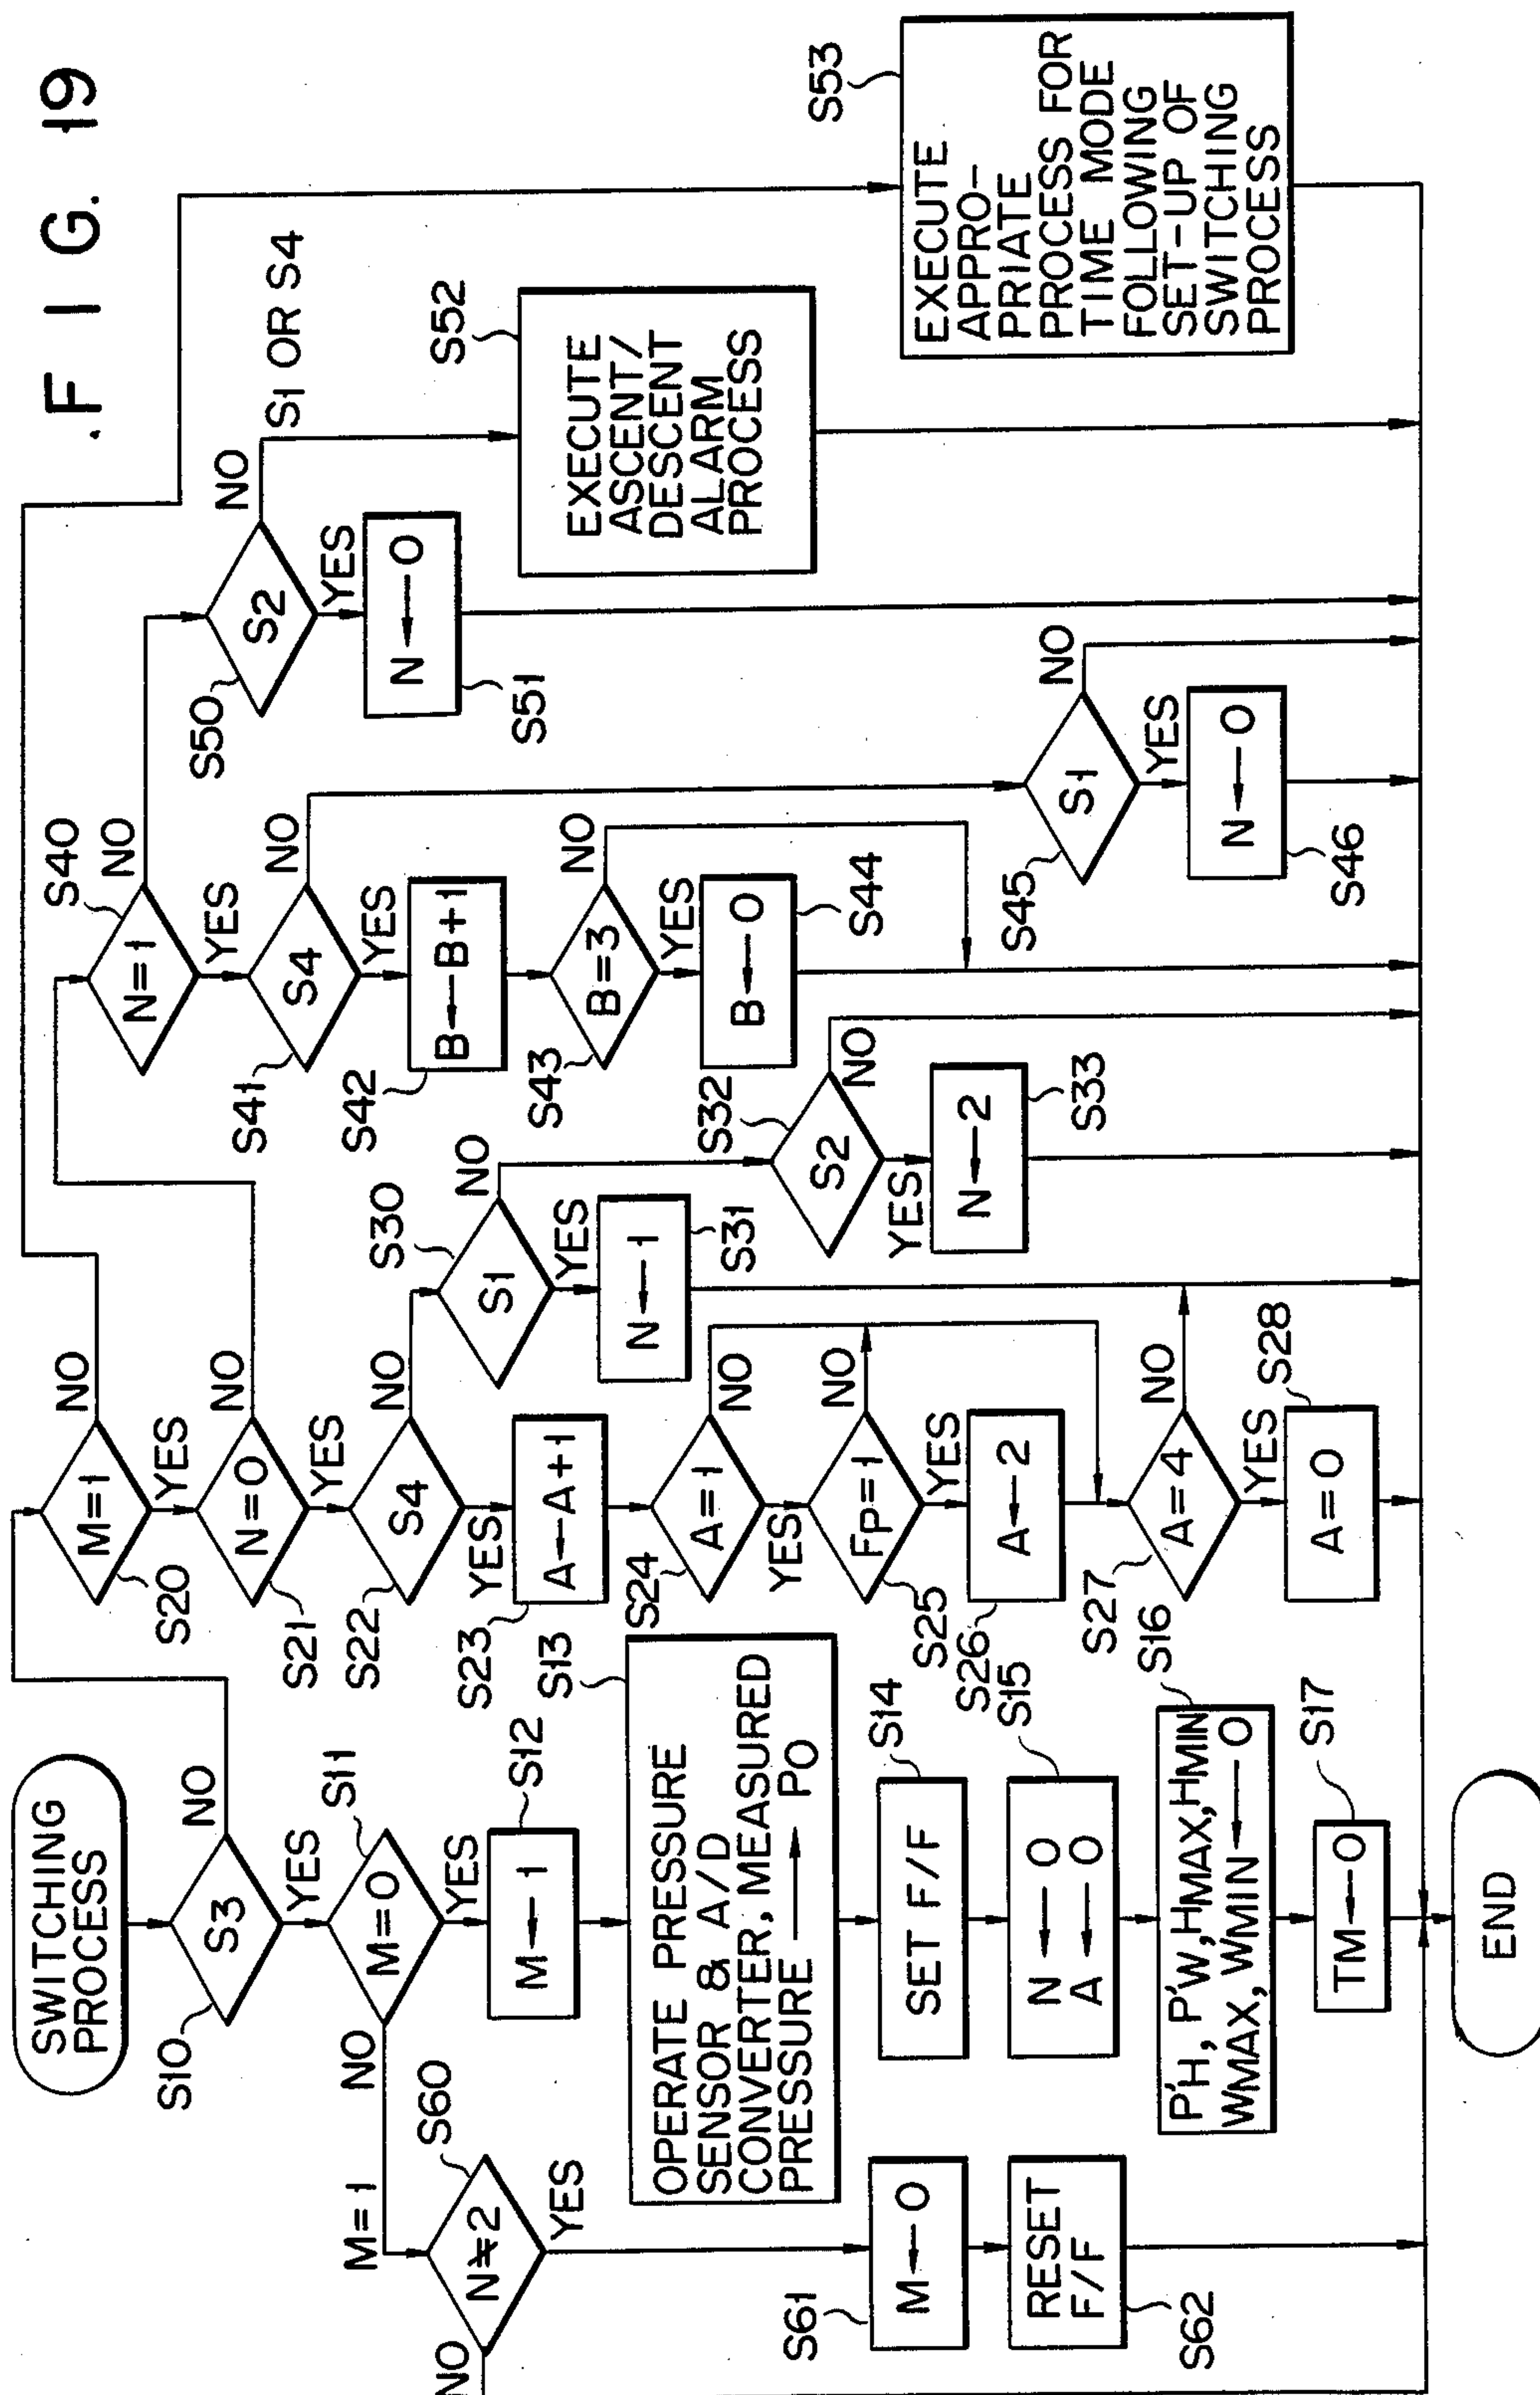 F I G. 19
SWITCHING
PROCESS
S10
S3
NO
YES
S11
M=0
NO
YES
S12
M←1
S13
OPERATE PRESSURE
SENSOR & A/D
CONVERTER, MEASURED
PRESSURE → PO
S14
SET F/F
S15
N←0
A←0
S16
P'H, P'W, HMAX, HMIN
WMAX, WMIN←0
S17
TM←0
END
M=1
S60
N≠2
NO
YES
S61
M←0
S62
RESET
F/F
S20
M=1
NO
YES
S21
N=0
NO
YES
S22
S4
NO
YES
S23
A←A+1
S24
A=1
NO
YES
S25
FP=1
NO
YES
S26
A←2
S27
A=4
NO
YES
S28
A=0
S30
S1
NO
YES
S31
N←1
S32
S2
NO
YES
S33
N←2
S40
N=1
NO
YES
S41
S4
NO
YES
S42
B←B+1
S43
B=3
NO
YES
S44
B←0
S45
S1
NO
YES
S46
N←0
S50
S2
NO
YES
S51
N←0
S1 OR S4
S52
EXECUTE
ASCENT/
DESCENT
ALARM
PROCESS
S53
EXECUTE
APPRO-
PRIATE
PROCESS FOR
TIME MODE
FOLLOWING
SET-UP OF
SWITCHING
PROCESS